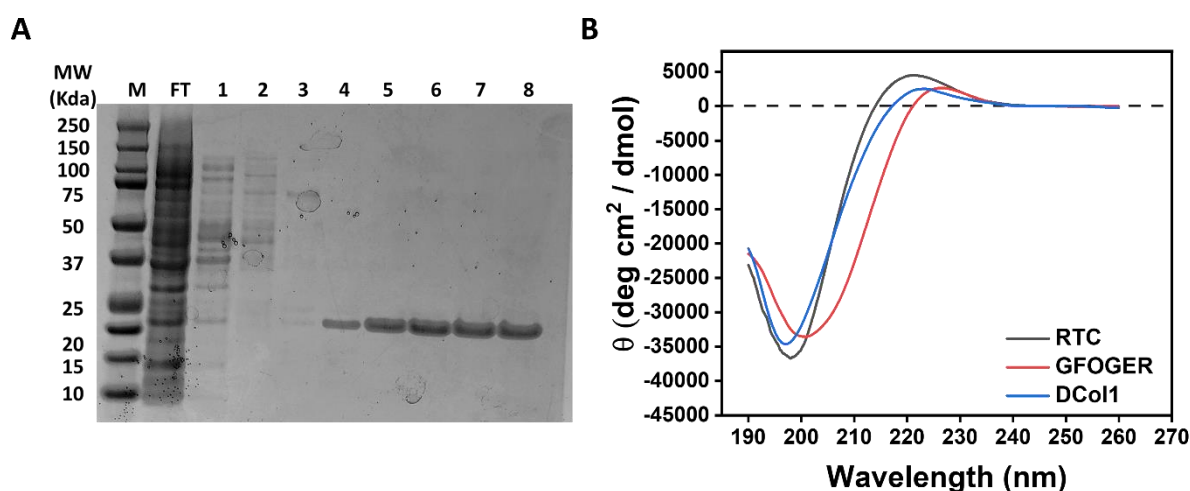 A
MW
(Kda)
M FT 1 2 3 4 5 6 7 8
250
150
100
75
50
37
25
20
15
10
B
5000
0
-5000
-10000
-15000
-20000
-25000
-30000
-35000
-40000
-45000
θ (deg cm² / dmol)
RTC
GFOGER
DCol1
190 200 210 220 230 240 250 260 270
Wavelength (nm)